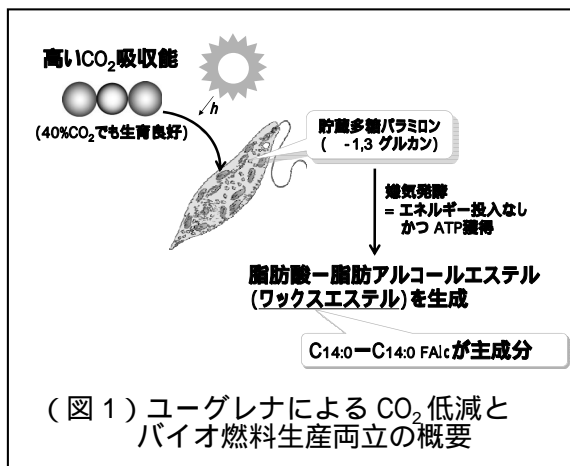 高いCO2吸収能
(40%CO2でも生育良好)
h
貯蔵多糖パラミロン
( -1,3 グルカン)
嫌気発酵
= エネルギー投入なし
かつ ATP獲得
脂肪酸ー脂肪アルコールエステル
(ワックスエステル)を生成
C14:0ーC14:0 FAlcが主成分
(図1)ユーグレナによる CO2 低減と
バイオ燃料生産両立の概要